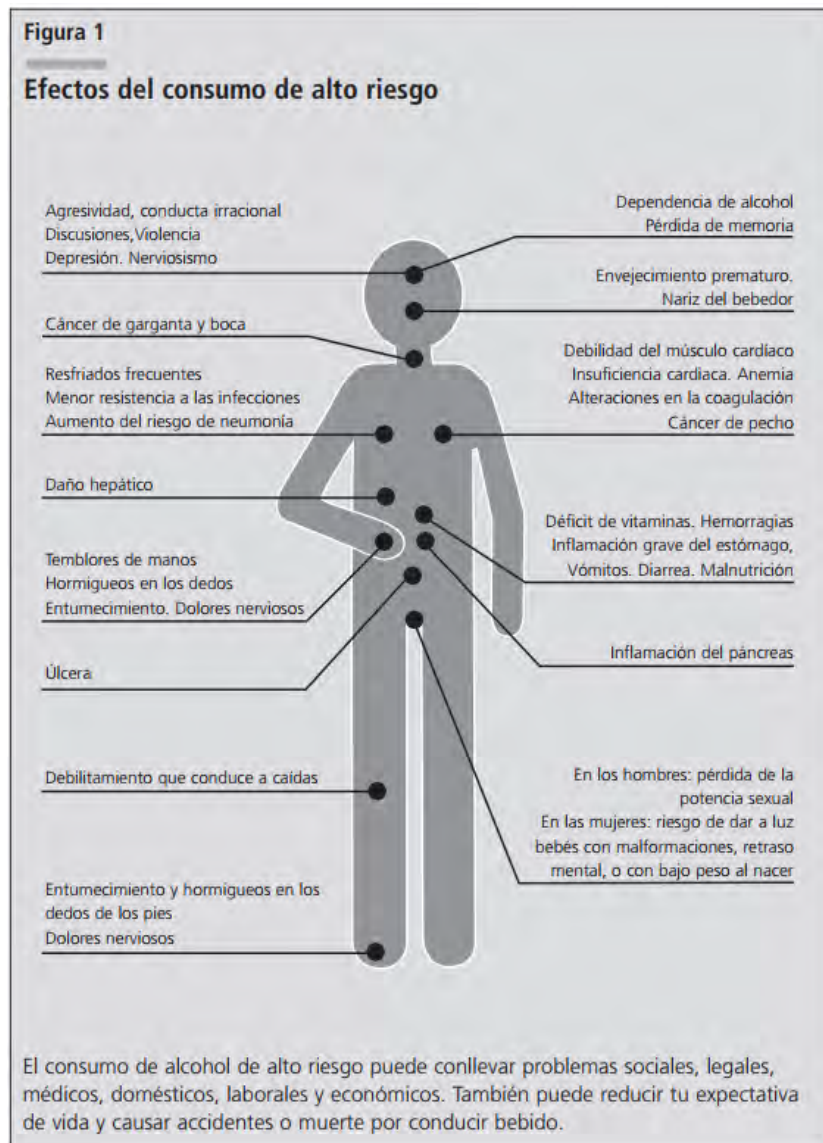 Figura 1
Efectos del consumo de alto riesgo
Agresividad, conducta irracional
Discusiones,Violencia
Depresión. Nerviosismo
Dependencia de alcohol
Pérdida de memoria
Envejecimiento prematuro.
Nariz del bebedor
Cáncer de garganta y boca
Debilidad del músculo cardíaco
Insuficiencia cardiaca. Anemia
Alteraciones en la coagulación
Cáncer de pecho
Resfriados frecuentes
Menor resistencia a las infecciones
Aumento del riesgo de neumonía
Daño hepático
Déficit de vitaminas. Hemorragias
Inflamación grave del estómago,
Vómitos. Diarrea. Malnutrición
Temblores de manos
Hormigueos en los dedos
Entumecimiento. Dolores nerviosos
Inflamación del páncreas
Úlcera
Debilitamiento que conduce a caídas
En los hombres: pérdida de la
potencia sexual
En las mujeres: riesgo de dar a luz
bebés con malformaciones, retraso
mental, o con bajo peso al nacer
Entumecimiento y hormigueos en los
dedos de los pies
Dolores nerviosos
El consumo de alcohol de alto riesgo puede conllevar problemas sociales, legales,
médicos, domésticos, laborales y económicos. También puede reducir tu expectativa
de vida y causar accidentes o muerte por conducir bebido.